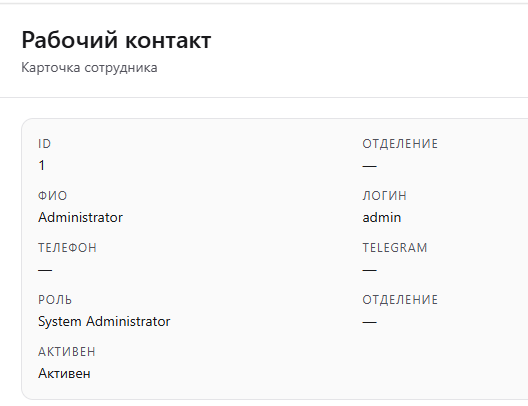 Рабочий контакт
Карточка сотрудника
ID
1
ОТДЕЛЕНИЕ
—
ФИО
Administrator
ЛОГИН
admin
ТЕЛЕФОН
—
TELEGRAM
—
РОЛЬ
System Administrator
ОТДЕЛЕНИЕ
—
АКТИВЕН
Активен